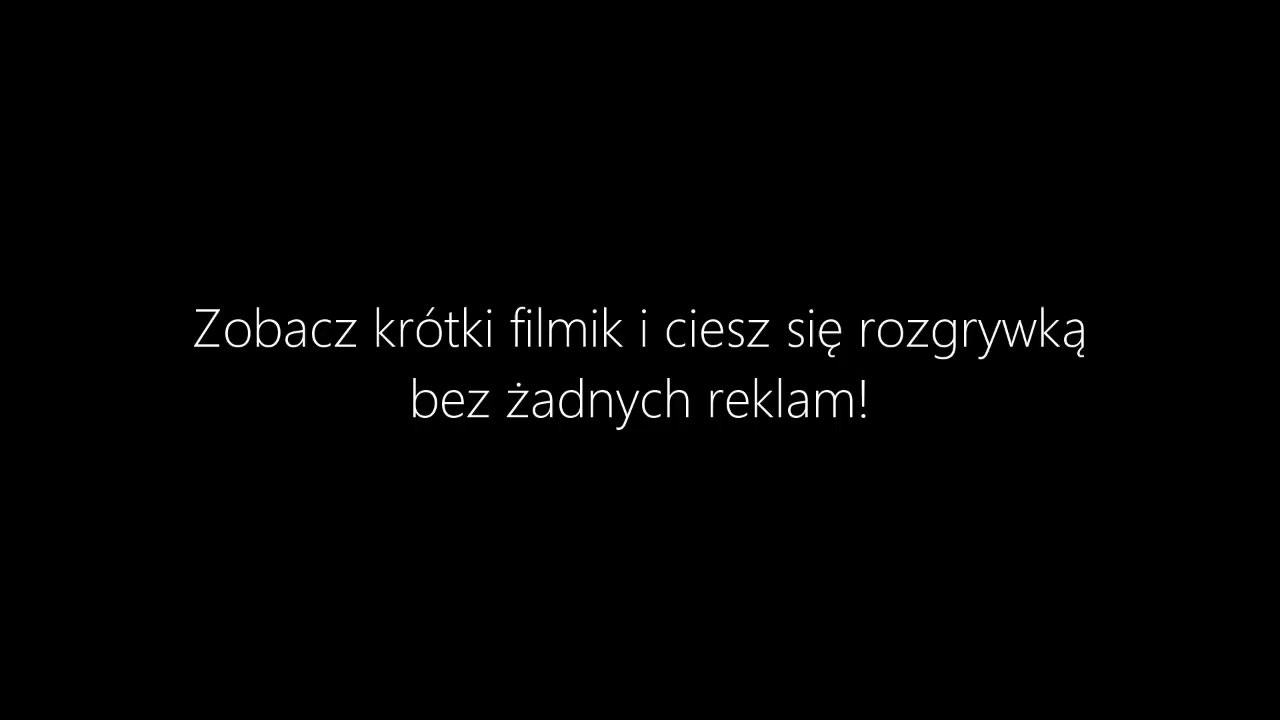 Zobacz krótki filmik i ciesz się rozgrywką
bez żadnych reklam!